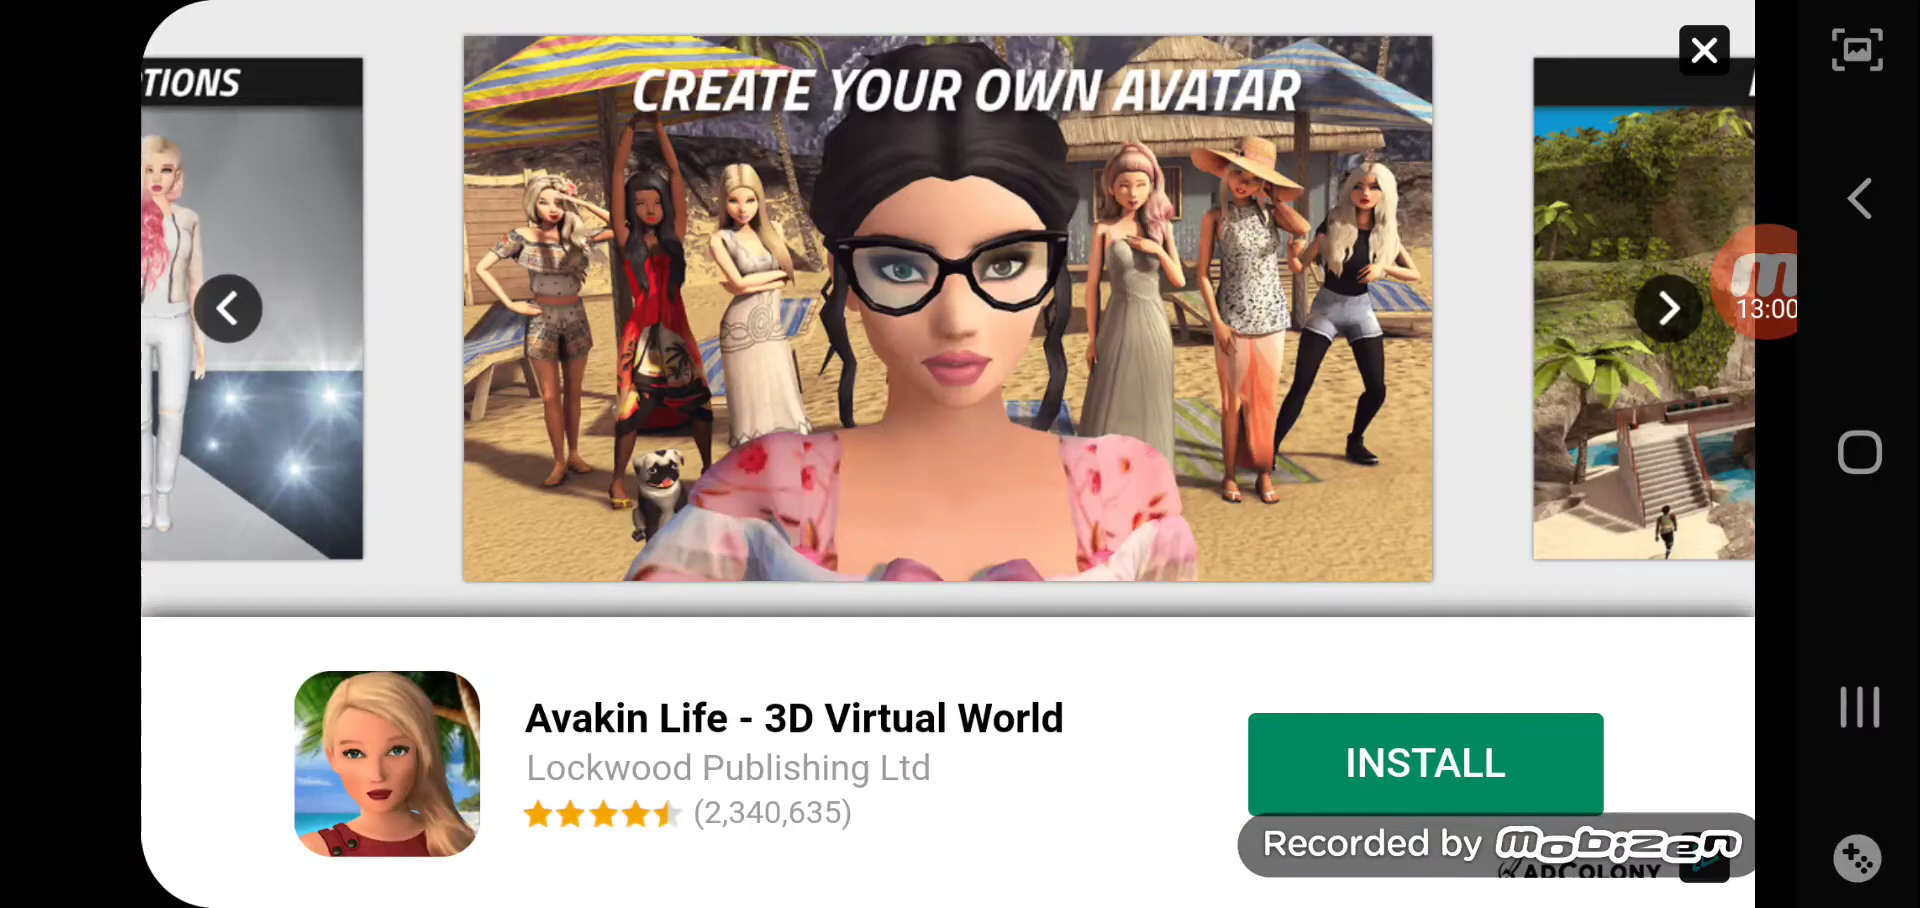 TIONS
CREATE YOUR OWN AVATAR
13:00
Avakin Life - 3D Virtual World
Lockwood Publishing Ltd
(2,340,635)
INSTALL
Recorded by mobizen
ADCOLONY